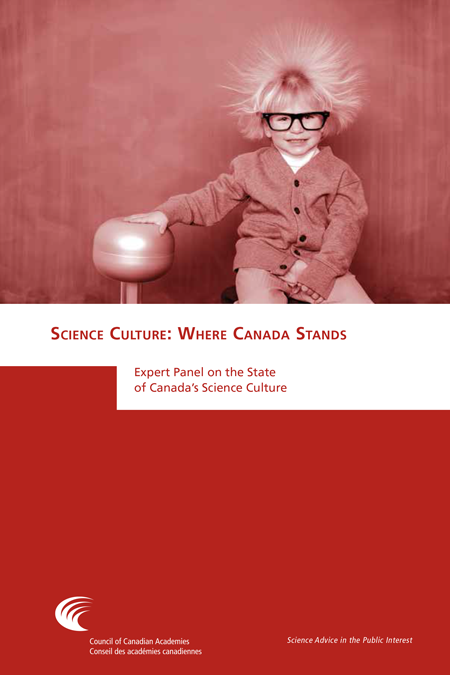 Science Culture: Where Canada Stands
Expert Panel on the State
of Canada's Science Culture
Council of Canadian Academies
Conseil des académies canadiennes
Science Advice in the Public Interest